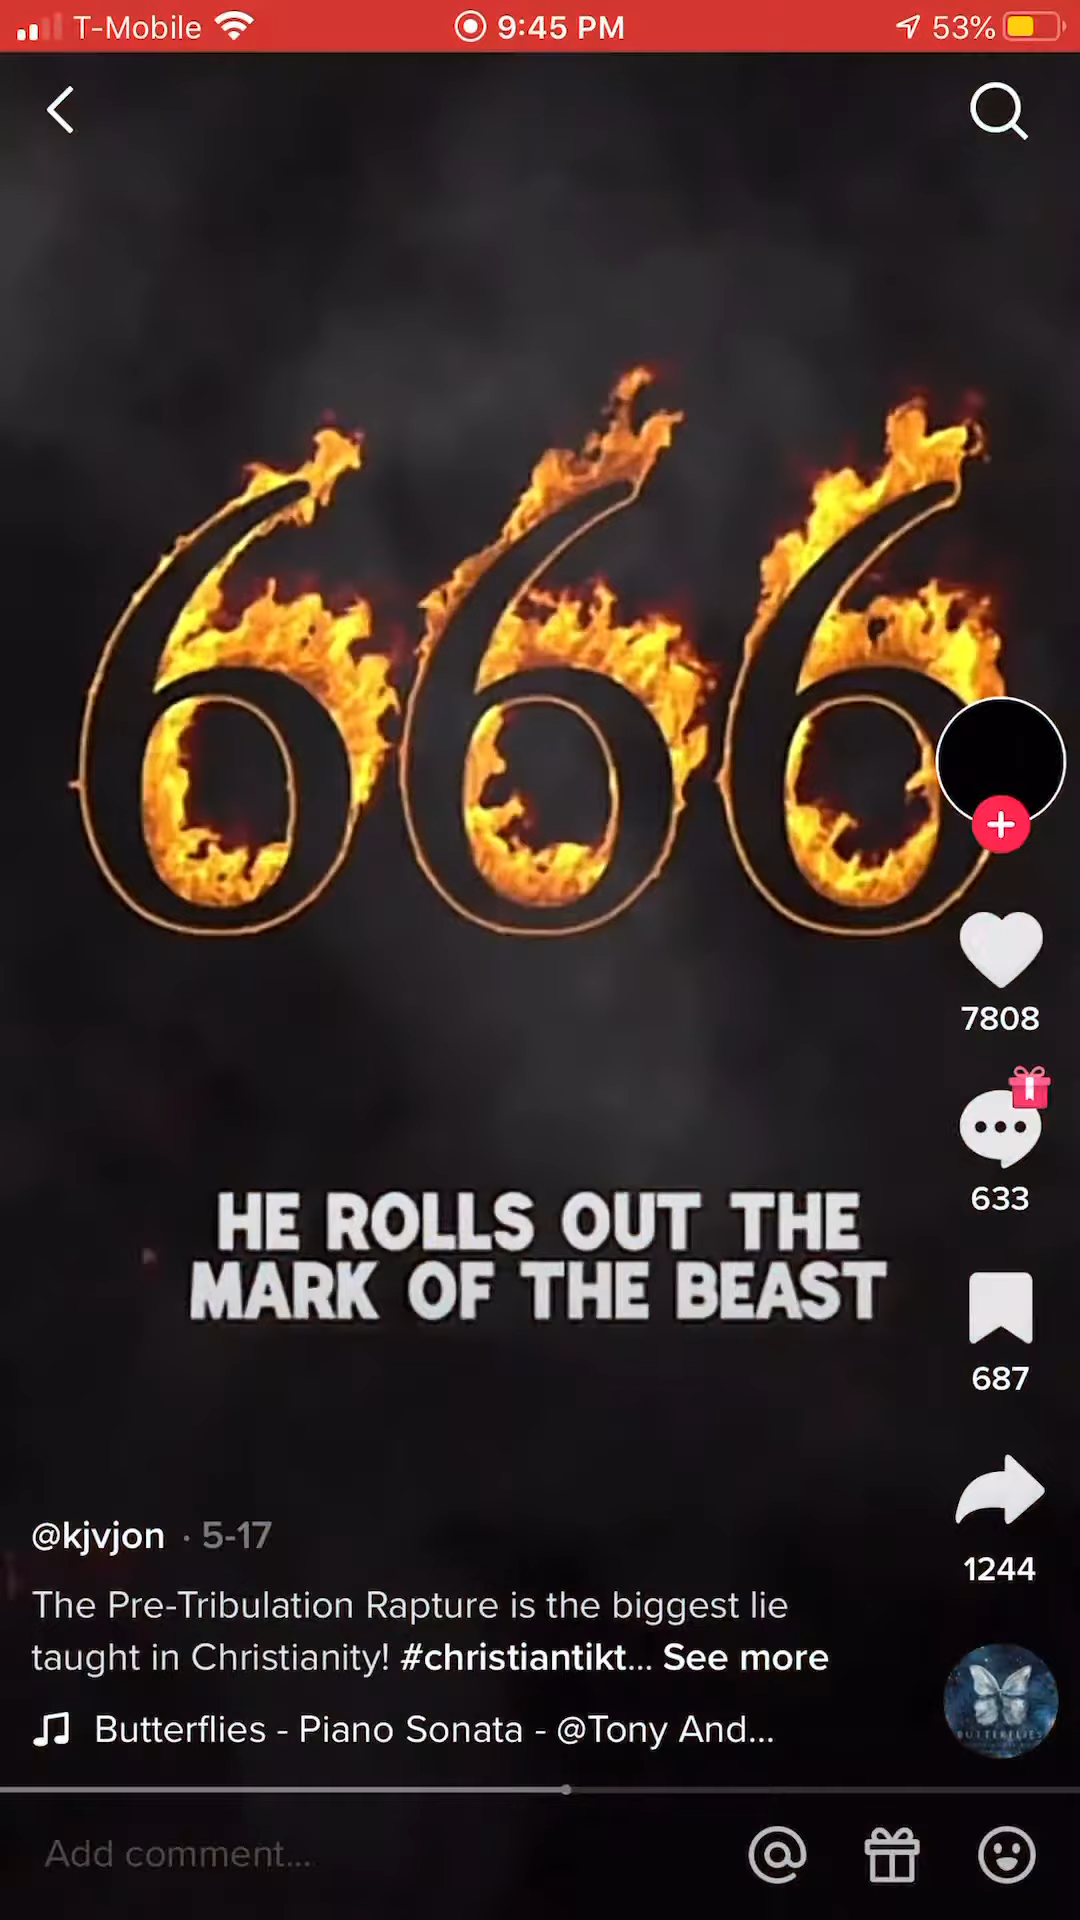 T-Mobile 9:45 PM 53%
666
7808
633
HE ROLLS OUT THE
MARK OF THE BEAST
687
1244
@kjvjon · 5-17
The Pre-Tribulation Rapture is the biggest lie
taught in Christianity! #christiantikt... See more
Butterflies - Piano Sonata - @Tony And...
BUTTERFLIES
Add comment...